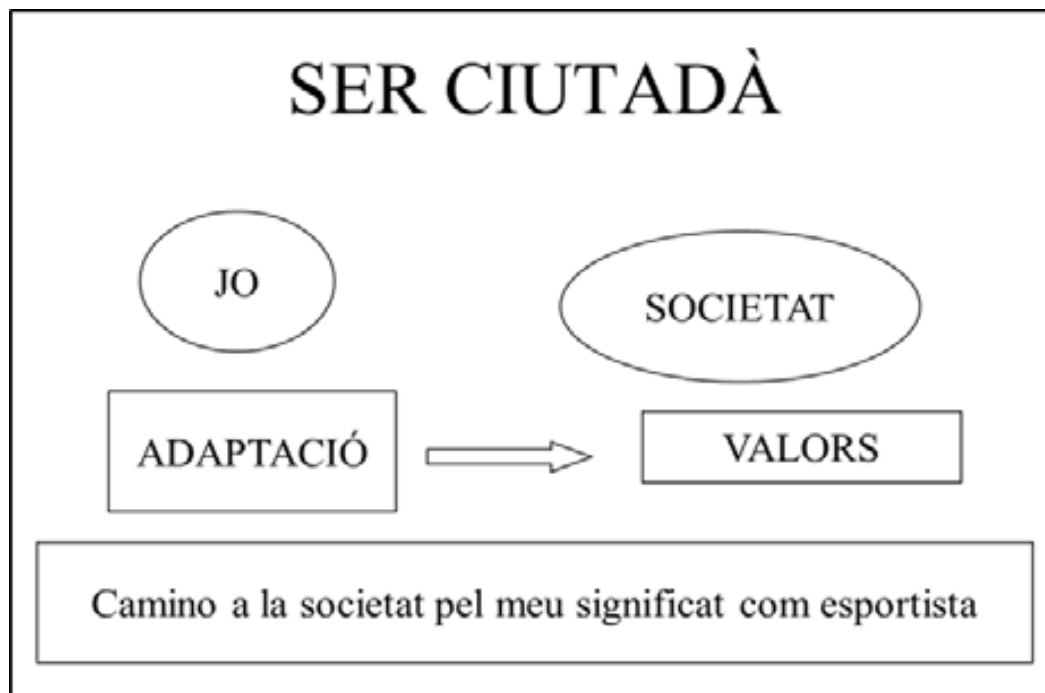 SER CIUTADÀ
JO
SOCIETAT
ADAPTACIÓ
VALORS
Camino a la societat pel meu significat com esportista